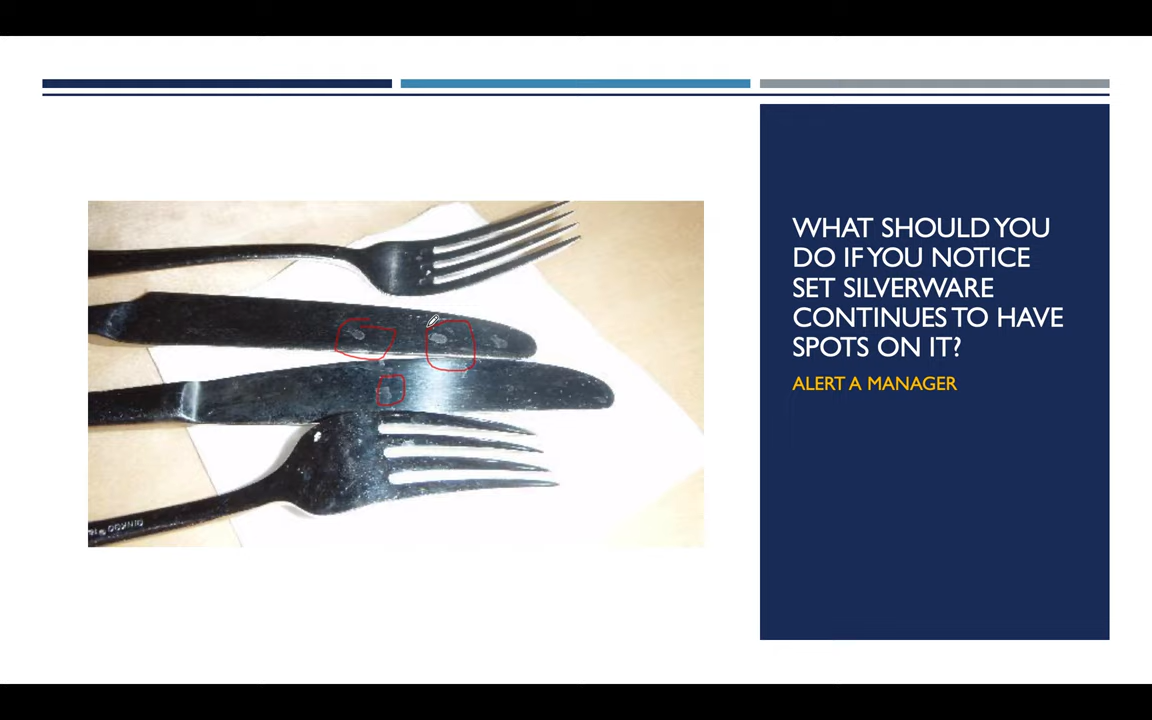 WHAT SHOULD YOU
DO IF YOU NOTICE
SET SILVERWARE
CONTINUES TO HAVE
SPOTS ON IT?
ALERT A MANAGER